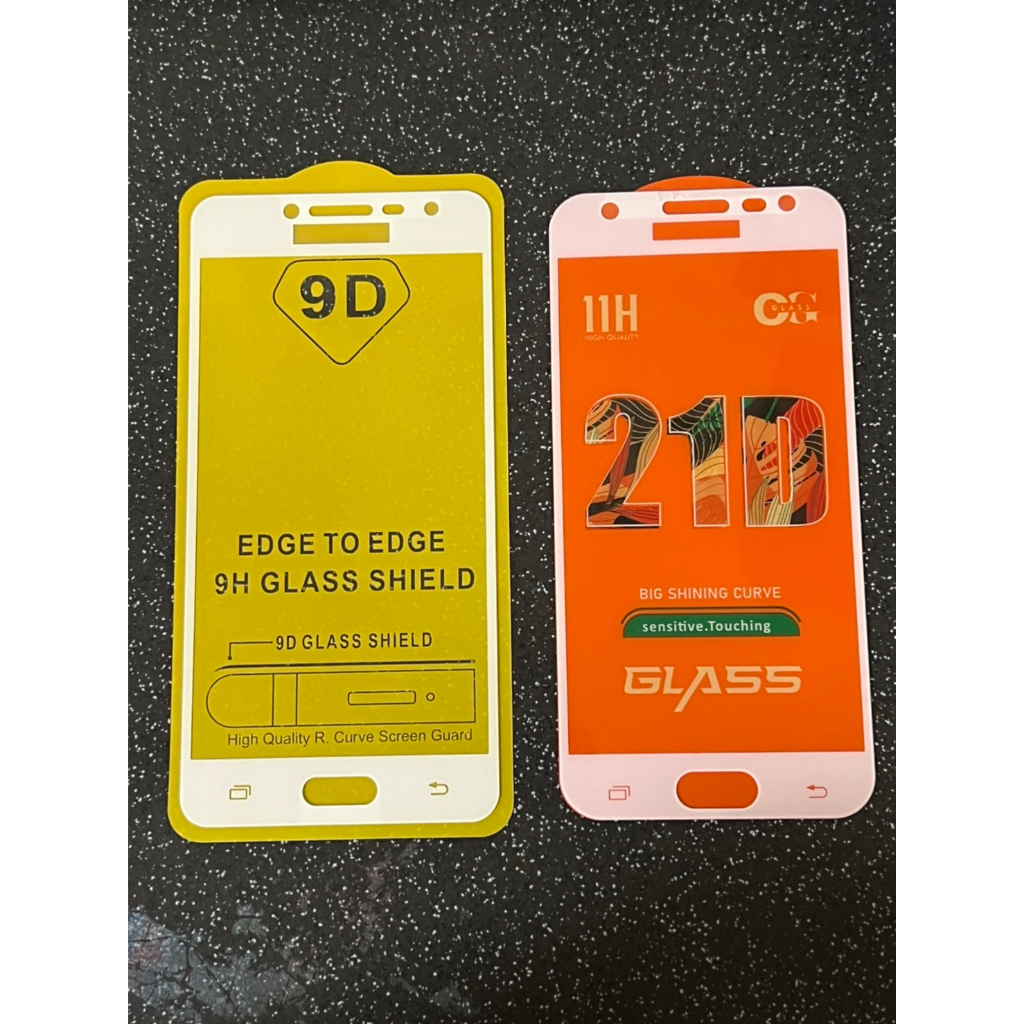 9D
EDGE TO EDGE
9H GLASS SHIELD
9D GLASS SHIELD
High Quality R. Curve Screen Guard
11H
HIGH QUALITY
OG
GLASS
21D
BIG SHINING CURVE
sensitive.Touching
GLASS